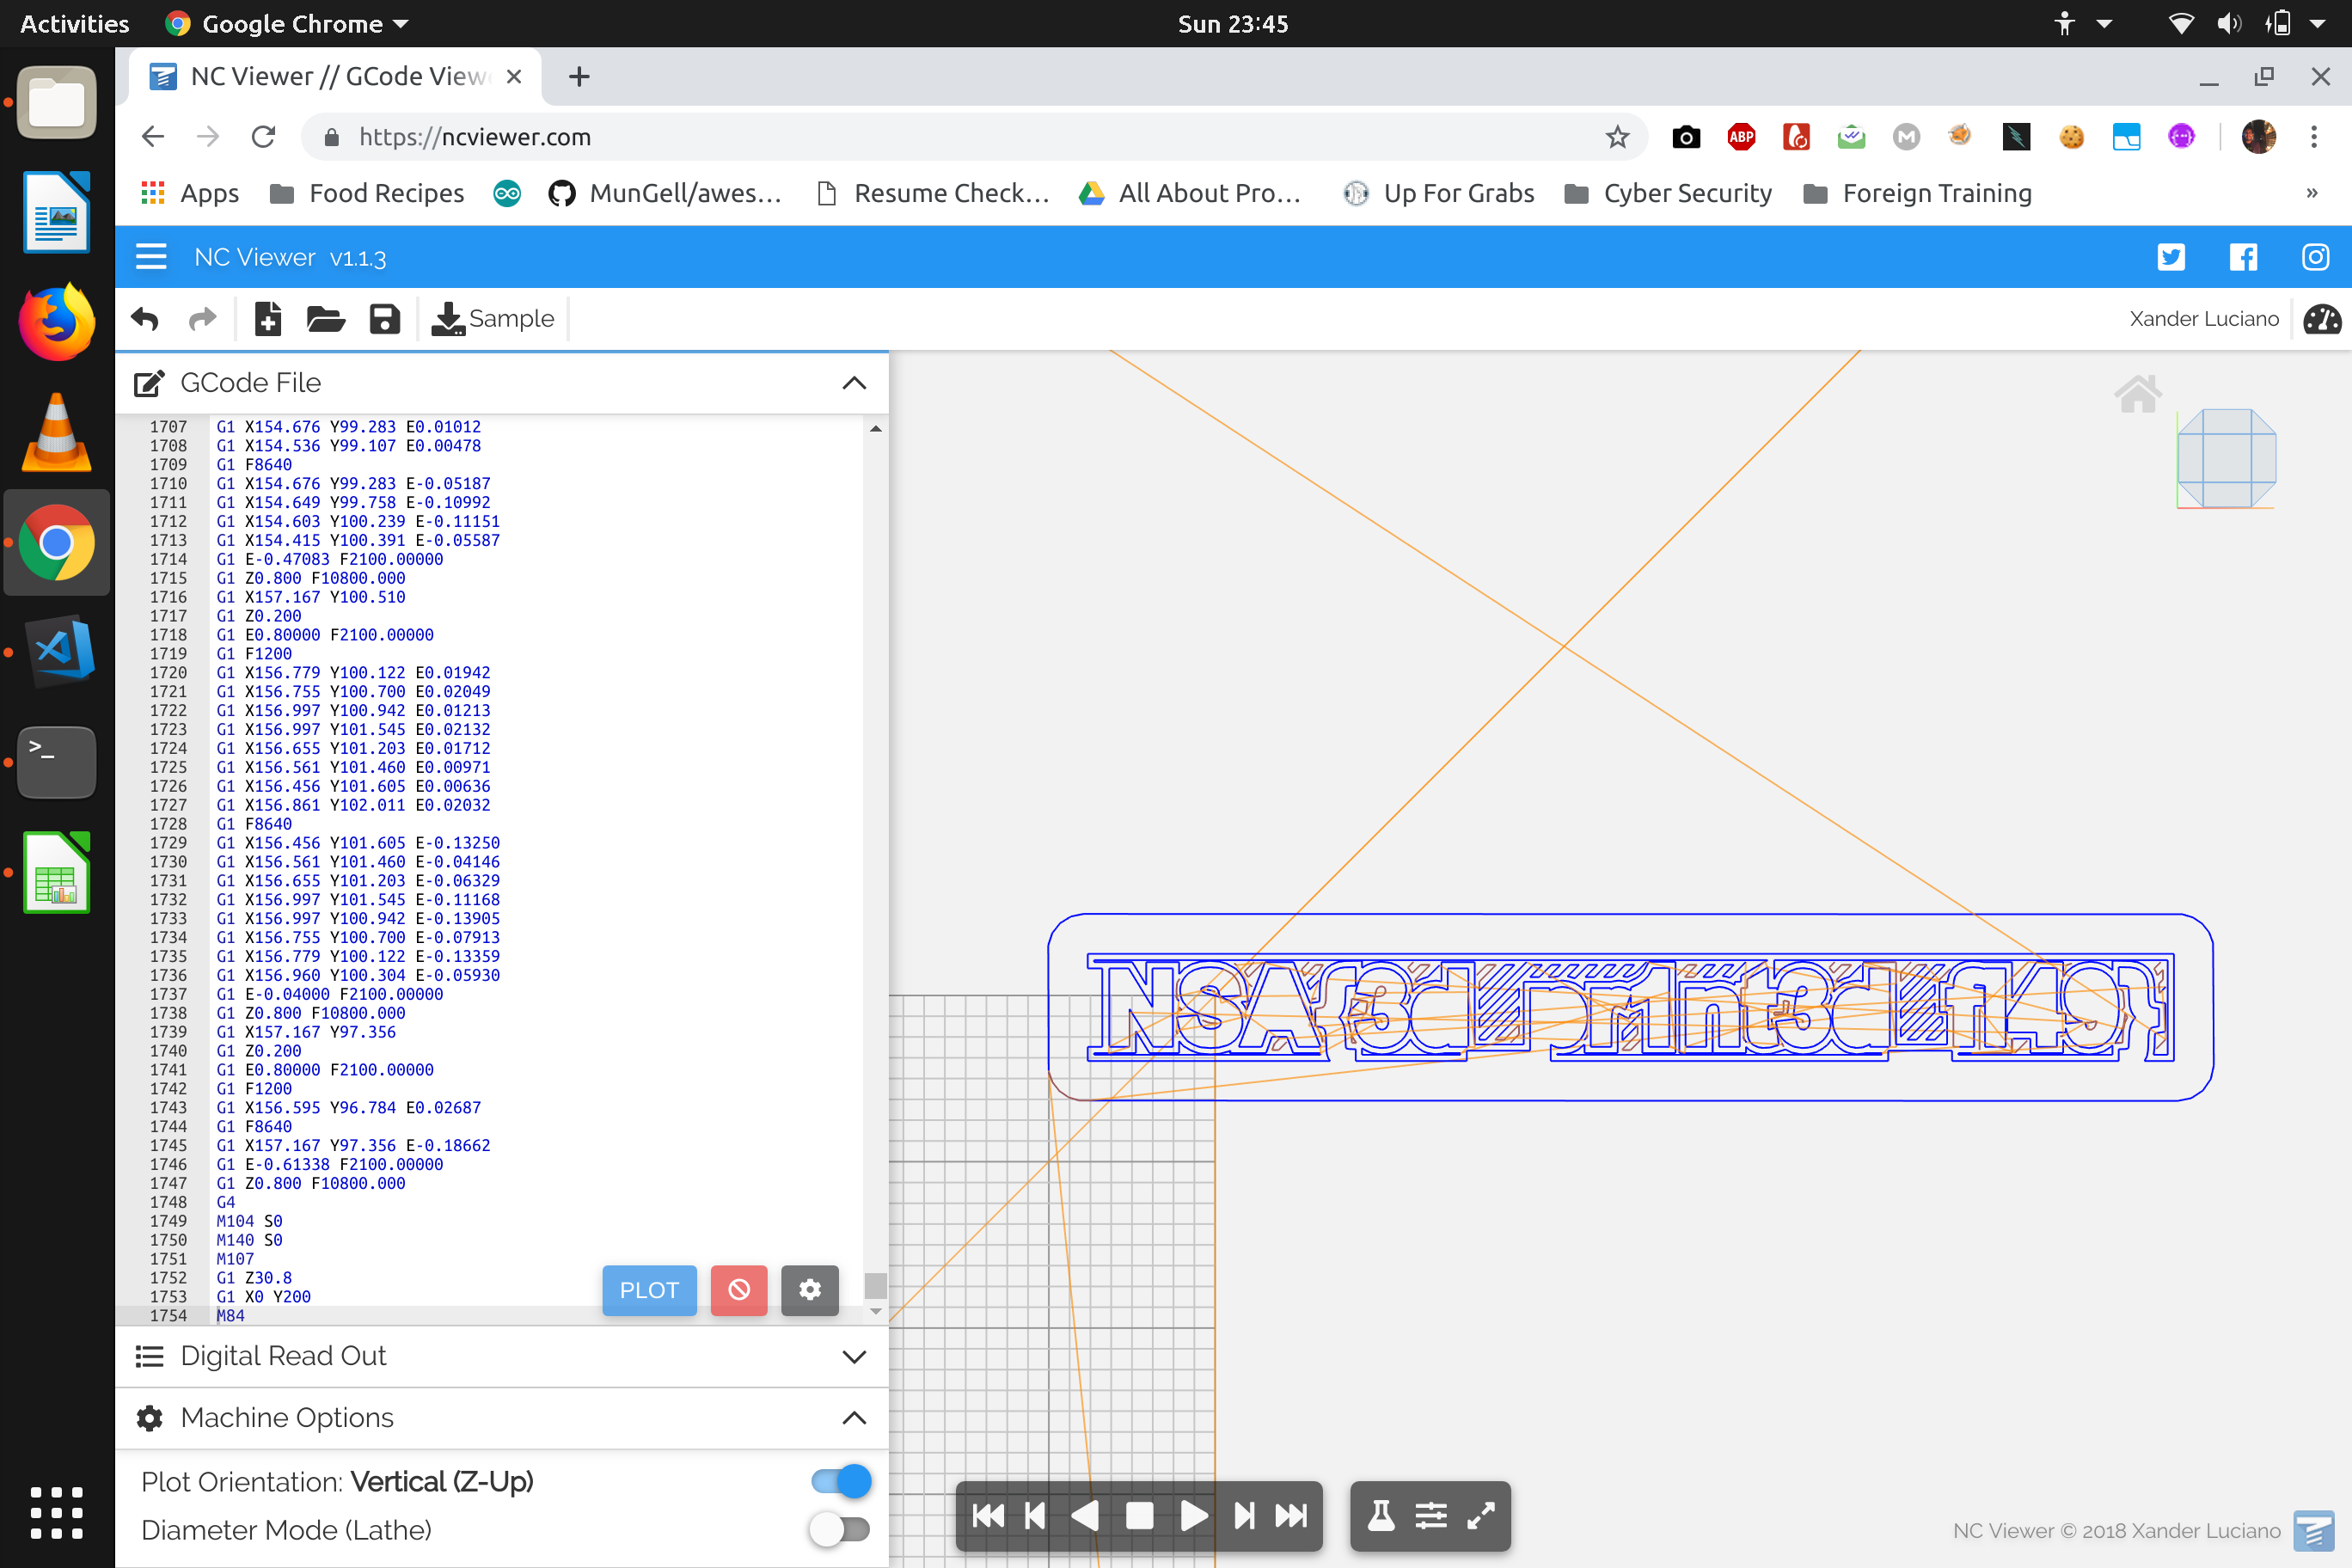 Activities Google Chrome Sun 23:45
NC Viewer // GCode View
https://ncviewer.com
ABP
M
Apps Food Recipes MunGell/awes... Resume Check... All About Pro... Up For Grabs Cyber Security Foreign Training »
NC Viewer v1.1.3
Sample Xander Luciano
GCode File
1707 G1 X154.676 Y99.283 E0.01012
1708 G1 X154.536 Y99.107 E0.00478
1709 G1 F8640
1710 G1 X154.676 Y99.283 E-0.05187
1711 G1 X154.649 Y99.758 E-0.10992
1712 G1 X154.603 Y100.239 E-0.11151
1713 G1 X154.415 Y100.391 E-0.05587
1714 G1 E-0.47083 F2100.00000
1715 G1 Z0.800 F10800.000
1716 G1 X157.167 Y100.510
1717 G1 Z0.200
1718 G1 E0.80000 F2100.00000
1719 G1 F1200
1720 G1 X156.779 Y100.122 E0.01942
1721 G1 X156.755 Y100.700 E0.02049
1722 G1 X156.997 Y100.942 E0.01213
1723 G1 X156.997 Y101.545 E0.02132
1724 G1 X156.655 Y101.203 E0.01712
1725 G1 X156.561 Y101.460 E0.00971
1726 G1 X156.456 Y101.605 E0.00636
1727 G1 X156.861 Y102.011 E0.02032
1728 G1 F8640
1729 G1 X156.456 Y101.605 E-0.13250
1730 G1 X156.561 Y101.460 E-0.04146
1731 G1 X156.655 Y101.203 E-0.06329
1732 G1 X156.997 Y101.545 E-0.11168
1733 G1 X156.997 Y100.942 E-0.13905
1734 G1 X156.755 Y100.700 E-0.07913
1735 G1 X156.779 Y100.122 E-0.13359
1736 G1 X156.960 Y100.304 E-0.05930
1737 G1 E-0.04000 F2100.00000
1738 G1 Z0.800 F10800.000
1739 G1 X157.167 Y97.356
1740 G1 Z0.200
1741 G1 E0.80000 F2100.00000
1742 G1 F1200
1743 G1 X156.595 Y96.784 E0.02687
1744 G1 F8640
1745 G1 X157.167 Y97.356 E-0.18662
1746 G1 E-0.61338 F2100.00000
1747 G1 Z0.800 F10800.000
1748 G4
1749 M104 S0
1750 M140 S0
1751 M107
1752 G1 Z30.8
1753 G1 X0 Y200
1754 M84
PLOT
NSA{3d_pr1n3d_f145}
Digital Read Out
Machine Options
Plot Orientation: Vertical (Z-Up)
Diameter Mode (Lathe)
NC Viewer © 2018 Xander Luciano